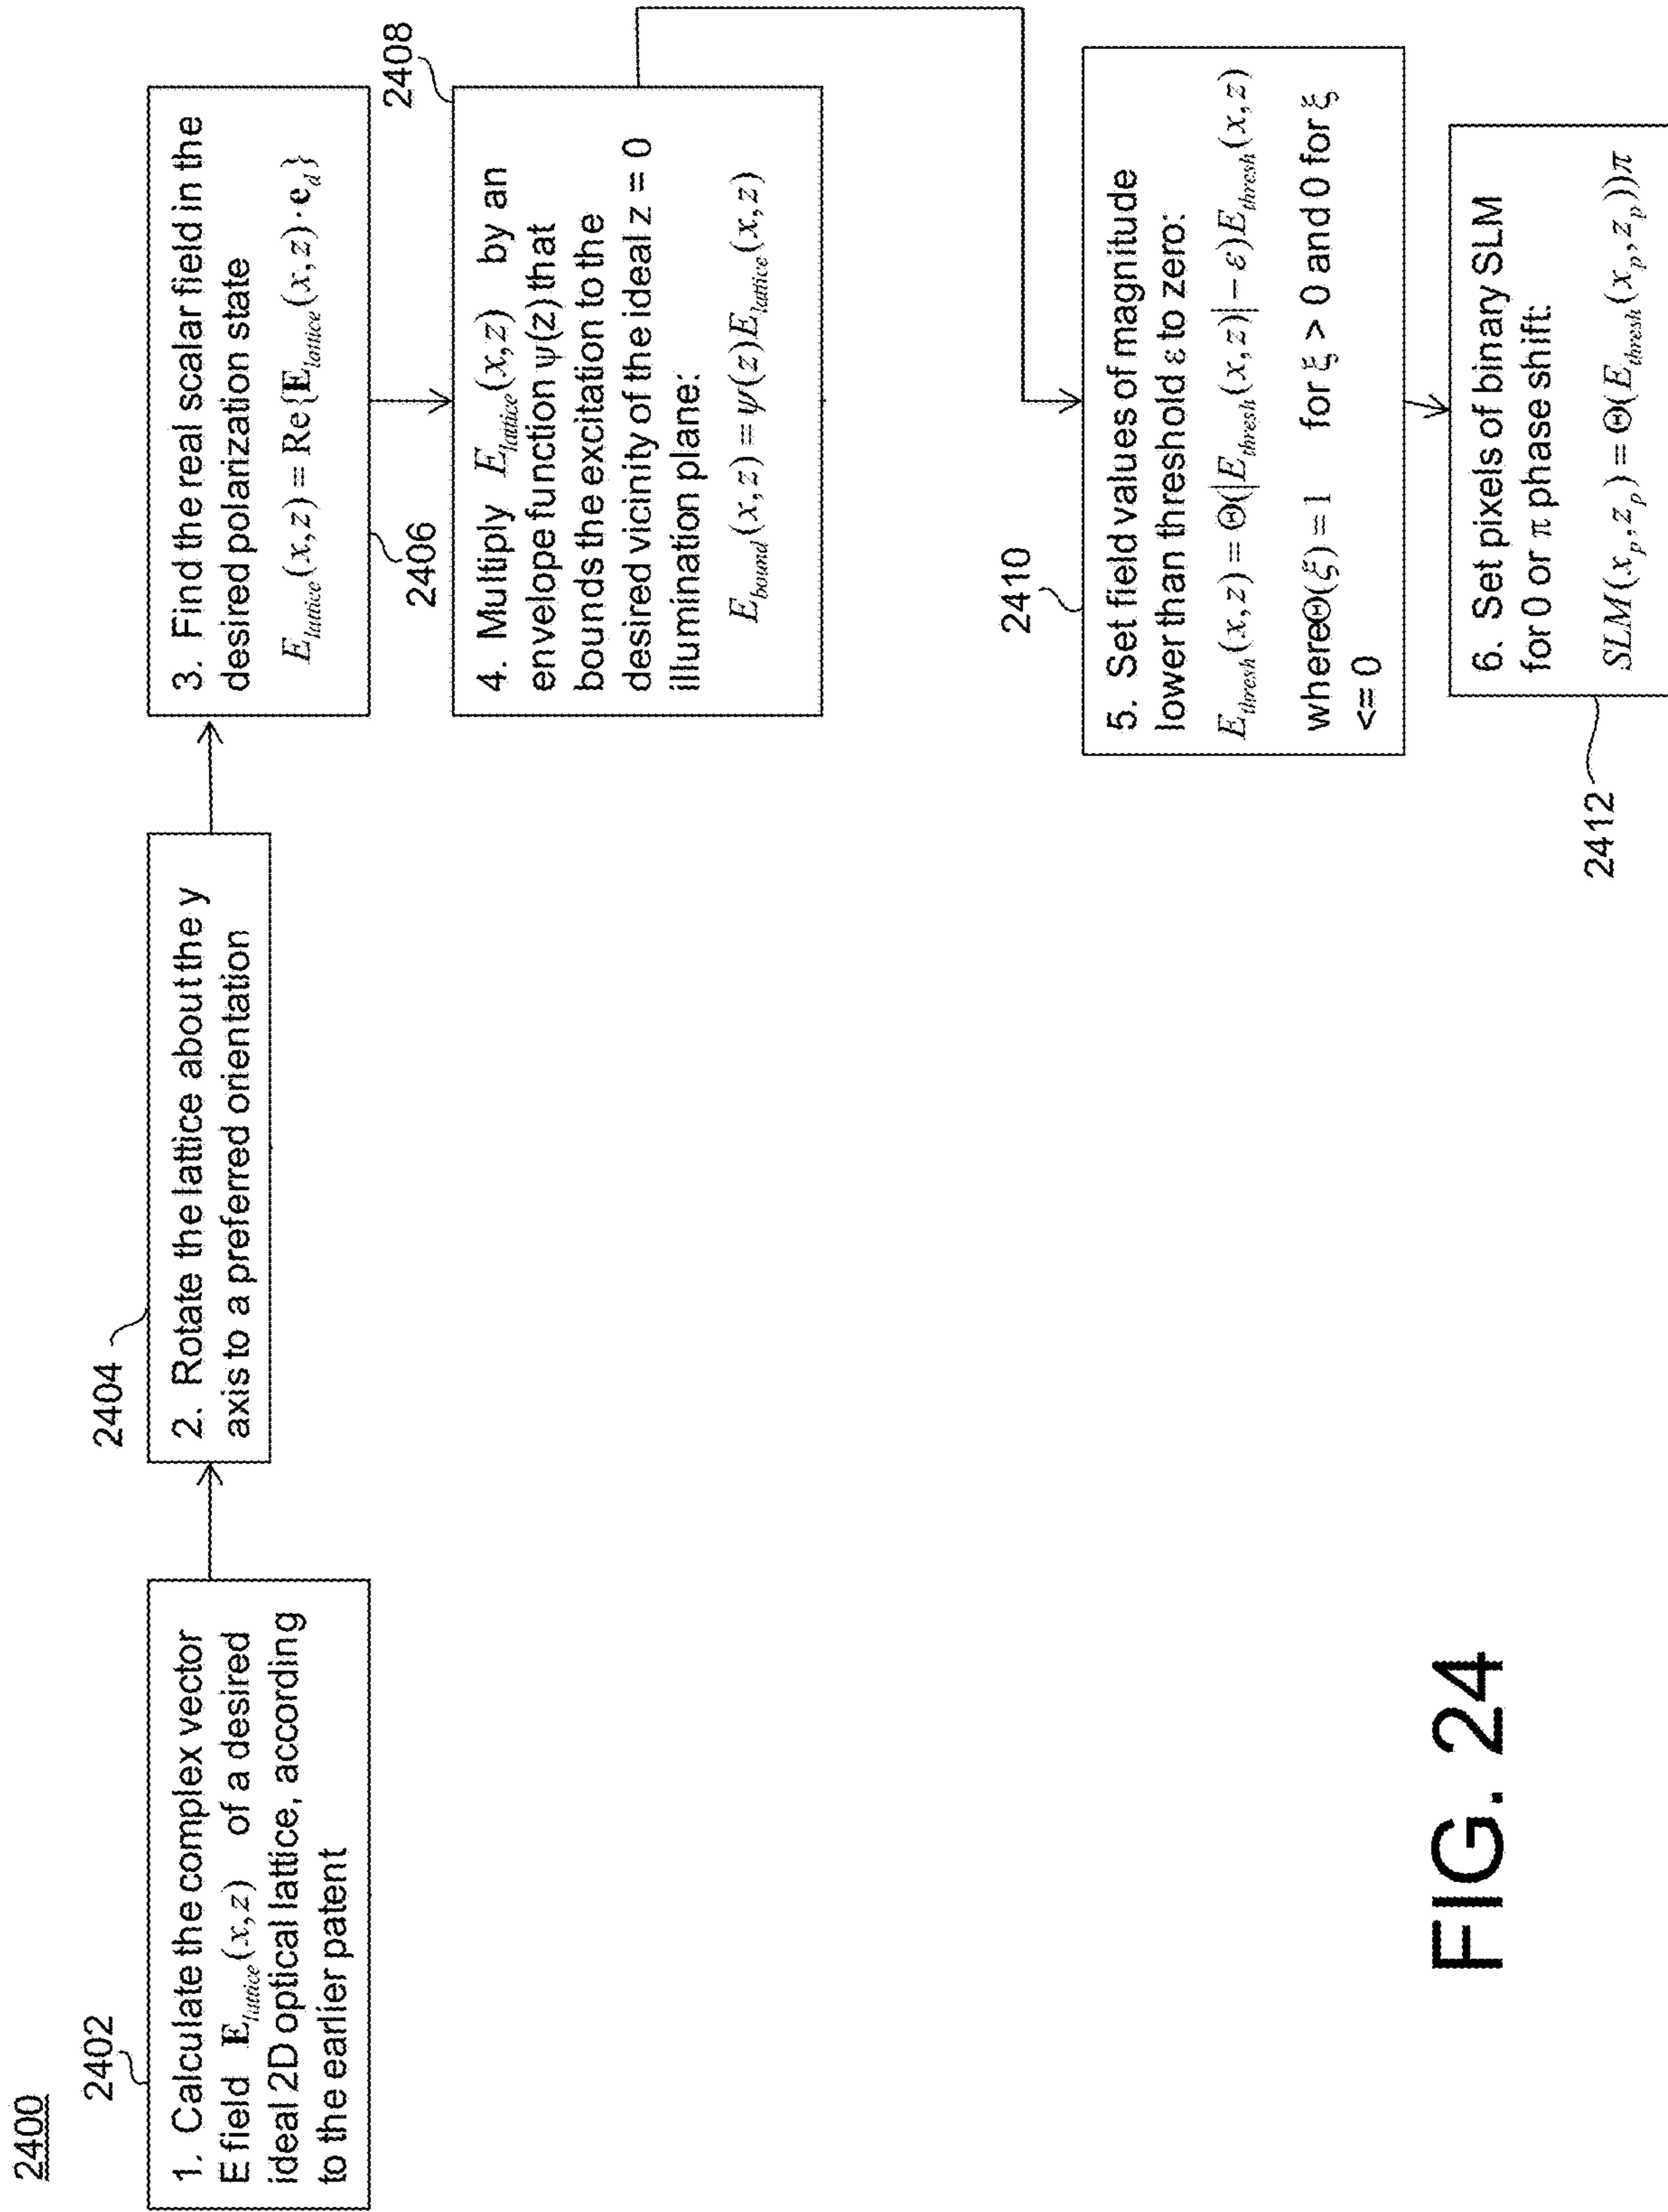 2400
2402
1. Calculate the complex vector
E field 𝐄_lattice(x,z) of a desired
ideal 2D optical lattice, according
to the earlier patent
2404
2. Rotate the lattice about the y
axis to a preferred orientation
3. Find the real scalar field in the
desired polarization state
E_lattice(x,z) = Re{𝐄_lattice(x,z)·𝐞_d}
2406
2408
4. Multiply E_lattice(x,z) by an
envelope function ψ(z) that
bounds the excitation to the
desired vicinity of the ideal z = 0
illumination plane:
E_bound(x,z) = ψ(z)E_lattice(x,z)
2410
5. Set field values of magnitude
lower than threshold ε to zero:
E_thresh(x,z) = Θ(|E_thresh(x,z)| − ε)E_thresh(x,z)
where Θ(ξ) = 1 for ξ > 0 and 0 for ξ
<= 0
6. Set pixels of binary SLM
for 0 or π phase shift:
SLM(x_p,z_p) = Θ(E_thresh(x_p,z_p))π
2412
FIG. 24